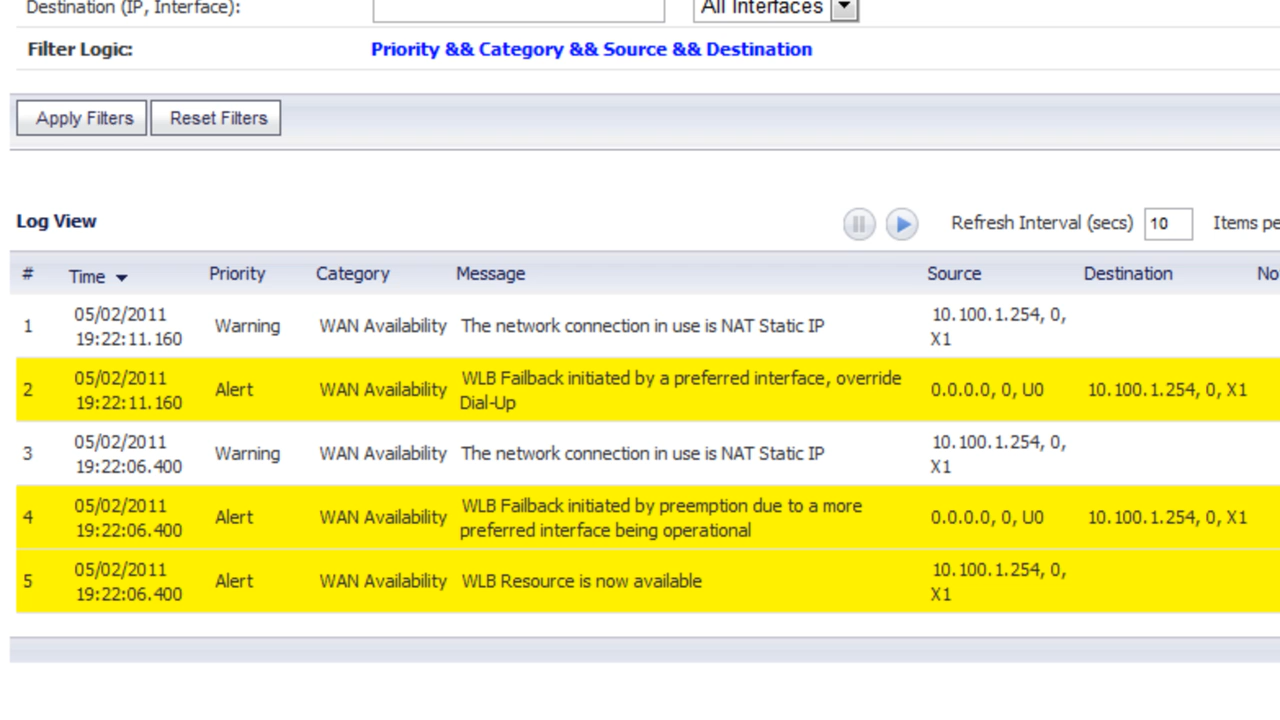 Destination (IP, Interface):
All Interfaces
Filter Logic:
Priority && Category && Source && Destination
Apply Filters
Reset Filters
Log View
Refresh Interval (secs)
10
Items pe
# Time Priority Category Message Source Destination No
1 05/02/2011 19:22:11.160 Warning WAN Availability The network connection in use is NAT Static IP 10.100.1.254, 0, X1
2 05/02/2011 19:22:11.160 Alert WAN Availability WLB Failback initiated by a preferred interface, override Dial-Up 0.0.0.0, 0, U0 10.100.1.254, 0, X1
3 05/02/2011 19:22:06.400 Warning WAN Availability The network connection in use is NAT Static IP 10.100.1.254, 0, X1
4 05/02/2011 19:22:06.400 Alert WAN Availability WLB Failback initiated by preemption due to a more preferred interface being operational 0.0.0.0, 0, U0 10.100.1.254, 0, X1
5 05/02/2011 19:22:06.400 Alert WAN Availability WLB Resource is now available 10.100.1.254, 0, X1